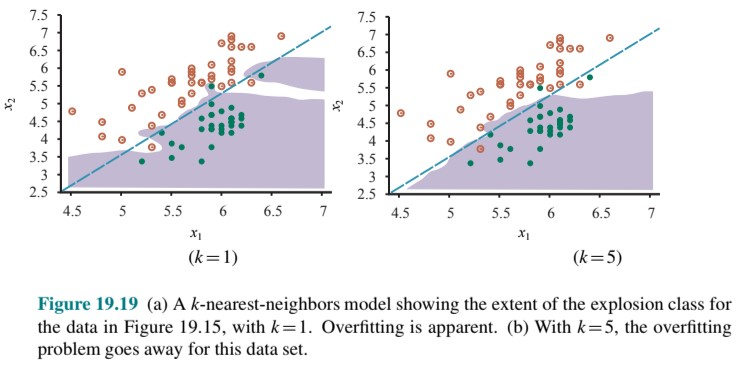 7.5
7
6.5
6
5.5
5
4.5
4
3.5
3
2.5
x2
4.5 5 5.5 6 6.5 7
x1
(k=1)
7.5
7
6.5
6
5.5
5
4.5
4
3.5
3
2.5
x2
4.5 5 5.5 6 6.5 7
x1
(k=5)
Figure 19.19 (a) A k-nearest-neighbors model showing the extent of the explosion class for
the data in Figure 19.15, with k=1. Overfitting is apparent. (b) With k=5, the overfitting
problem goes away for this data set.